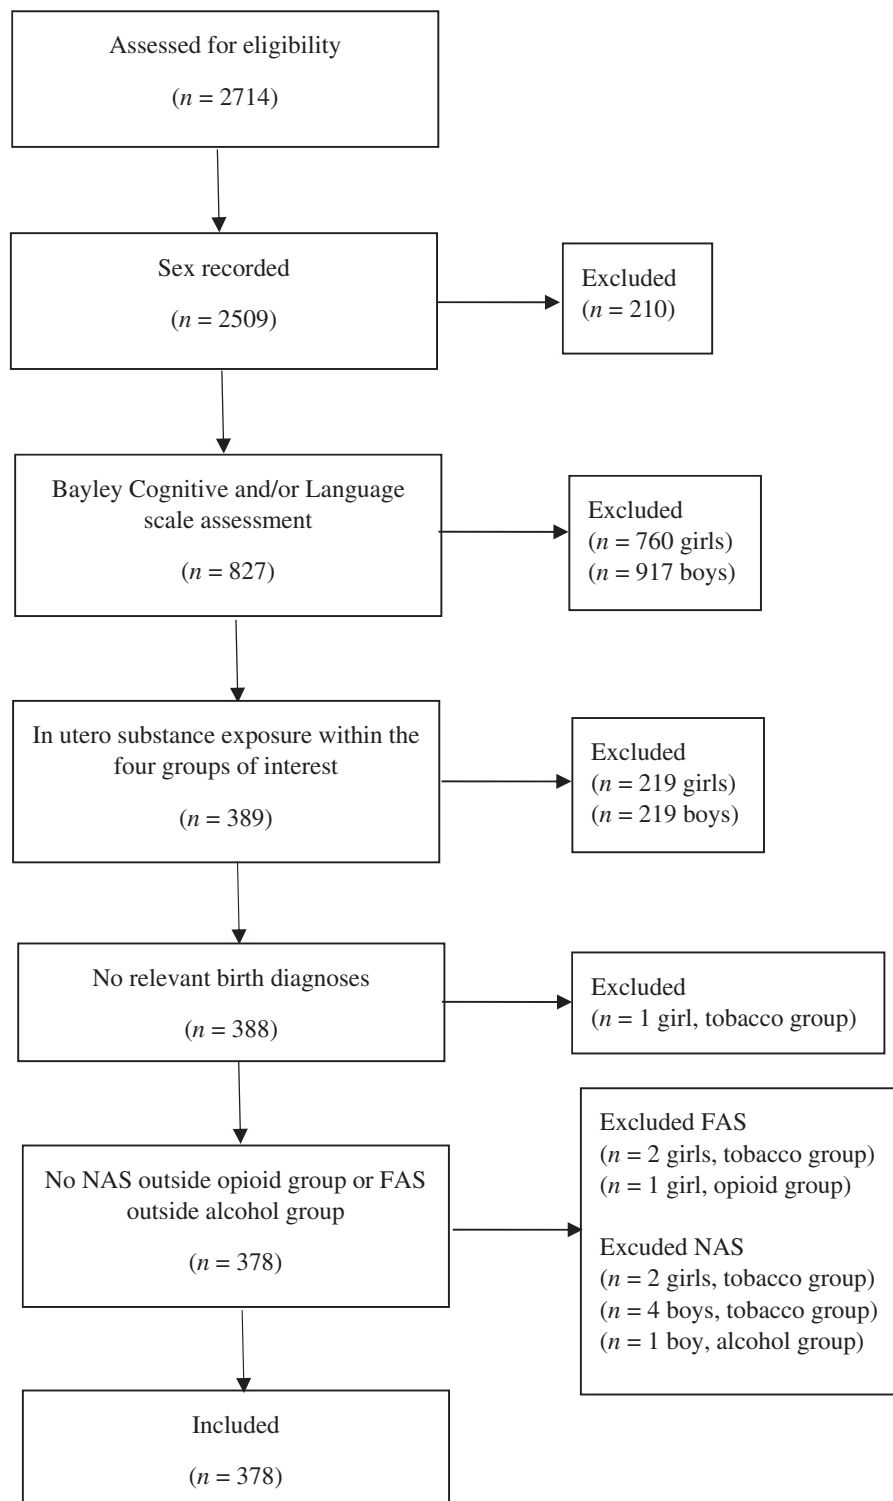 Assessed for eligibility
(n = 2714)
Sex recorded
(n = 2509)
Excluded
(n = 210)
Bayley Cognitive and/or Language
scale assessment
(n = 827)
Excluded
(n = 760 girls)
(n = 917 boys)
In utero substance exposure within the
four groups of interest
(n = 389)
Excluded
(n = 219 girls)
(n = 219 boys)
No relevant birth diagnoses
(n = 388)
Excluded
(n = 1 girl, tobacco group)
No NAS outside opioid group or FAS
outside alcohol group
(n = 378)
Excluded FAS
(n = 2 girls, tobacco group)
(n = 1 girl, opioid group)
Excuded NAS
(n = 2 girls, tobacco group)
(n = 4 boys, tobacco group)
(n = 1 boy, alcohol group)
Included
(n = 378)